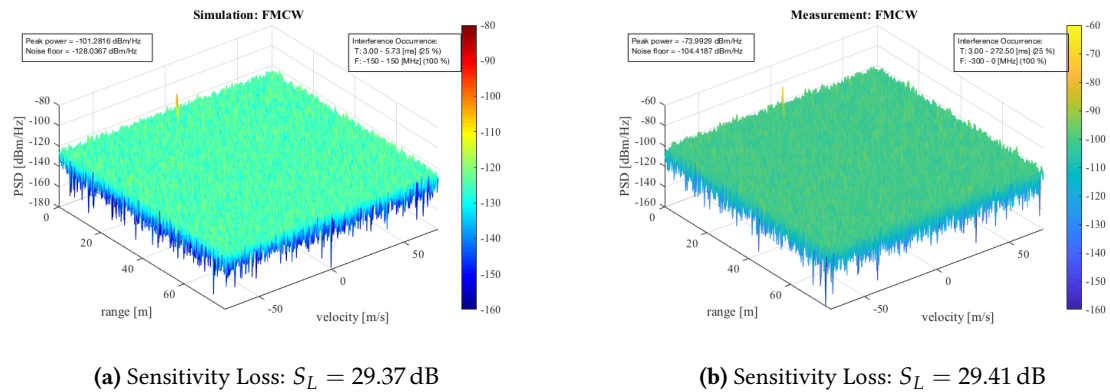 Simulation: FMCW
Peak power = -101.2816 dBm/Hz
Noise floor = -128.0367 dBm/Hz
Interference Occurrence:
T: 3.00 - 5.73 [ms] (25 %)
F: -150 - 150 [MHz] (100 %)
-80
-90
-100
-110
-120
-130
-140
-150
-160
-80
-100
-120
-140
-160
-180
PSD [dBm/Hz]
0
20
40
60
range [m]
-50
0
50
velocity [m/s]
(a) Sensitivity Loss: S_L = 29.37 dB
Measurement: FMCW
Peak power = -73.9929 dBm/Hz
Noise floor = -104.4187 dBm/Hz
Interference Occurrence:
T: 3.00 - 272.50 [ms] (25 %)
F: -300 - 0 [MHz] (100 %)
-60
-70
-80
-90
-100
-110
-120
-130
-140
-150
-160
-60
-80
-100
-120
-140
-160
PSD [dBm/Hz]
0
20
40
60
range [m]
-50
0
50
velocity [m/s]
(b) Sensitivity Loss: S_L = 29.41 dB